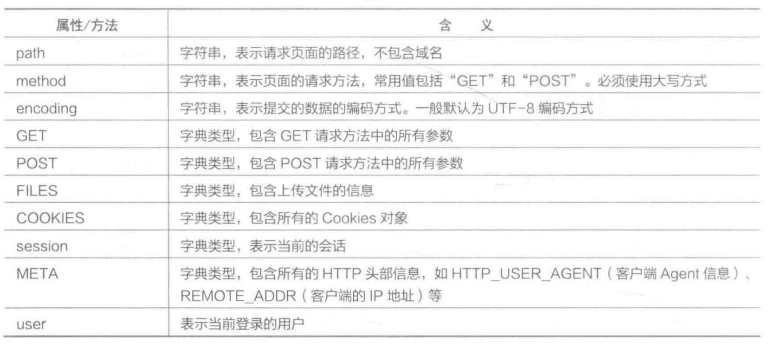 属性/方法 含 义
path 字符串，表示请求页面的路径，不包含域名
method 字符串，表示页面的请求方法，常用值包括“GET”和“POST”。必须使用大写方式
encoding 字符串，表示提交的数据的编码方式。一般默认为 UTF-8 编码方式
GET 字典类型，包含 GET 请求方法中的所有参数
POST 字典类型，包含 POST 请求方法中的所有参数
FILES 字典类型，包含上传文件的信息
COOKIES 字典类型，包含所有的 Cookies 对象
session 字典类型，表示当前的会话
META 字典类型，包含所有的 HTTP 头部信息，如 HTTP_USER_AGENT（客户端 Agent 信息）、
REMOTE_ADDR（客户端的 IP 地址）等
user 表示当前登录的用户